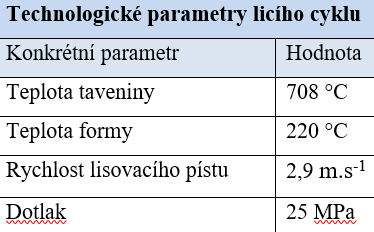 Technologické parametry licího cyklu
Konkrétní parametr Hodnota
Teplota taveniny 708 °C
Teplota formy 220 °C
Rychlost lisovacího pístu 2,9 m.s⁻¹
Dotlak 25 MPa